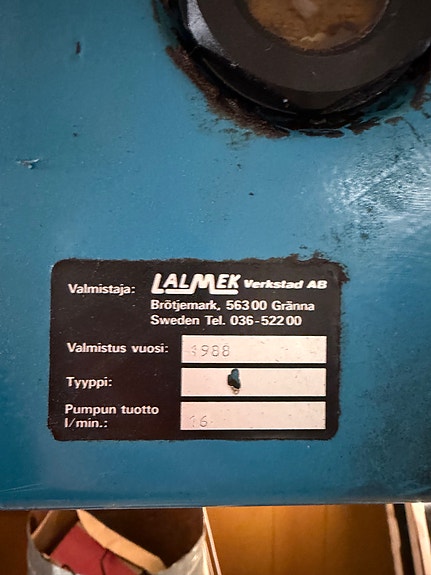 Valmistaja: LALMEK Verkstad AB
Brötjemark, 563 00 Gränna
Sweden Tel. 036-522 00
Valmistus vuosi: 1988
Tyyppi:
Pumpun tuotto
l/min.: 16